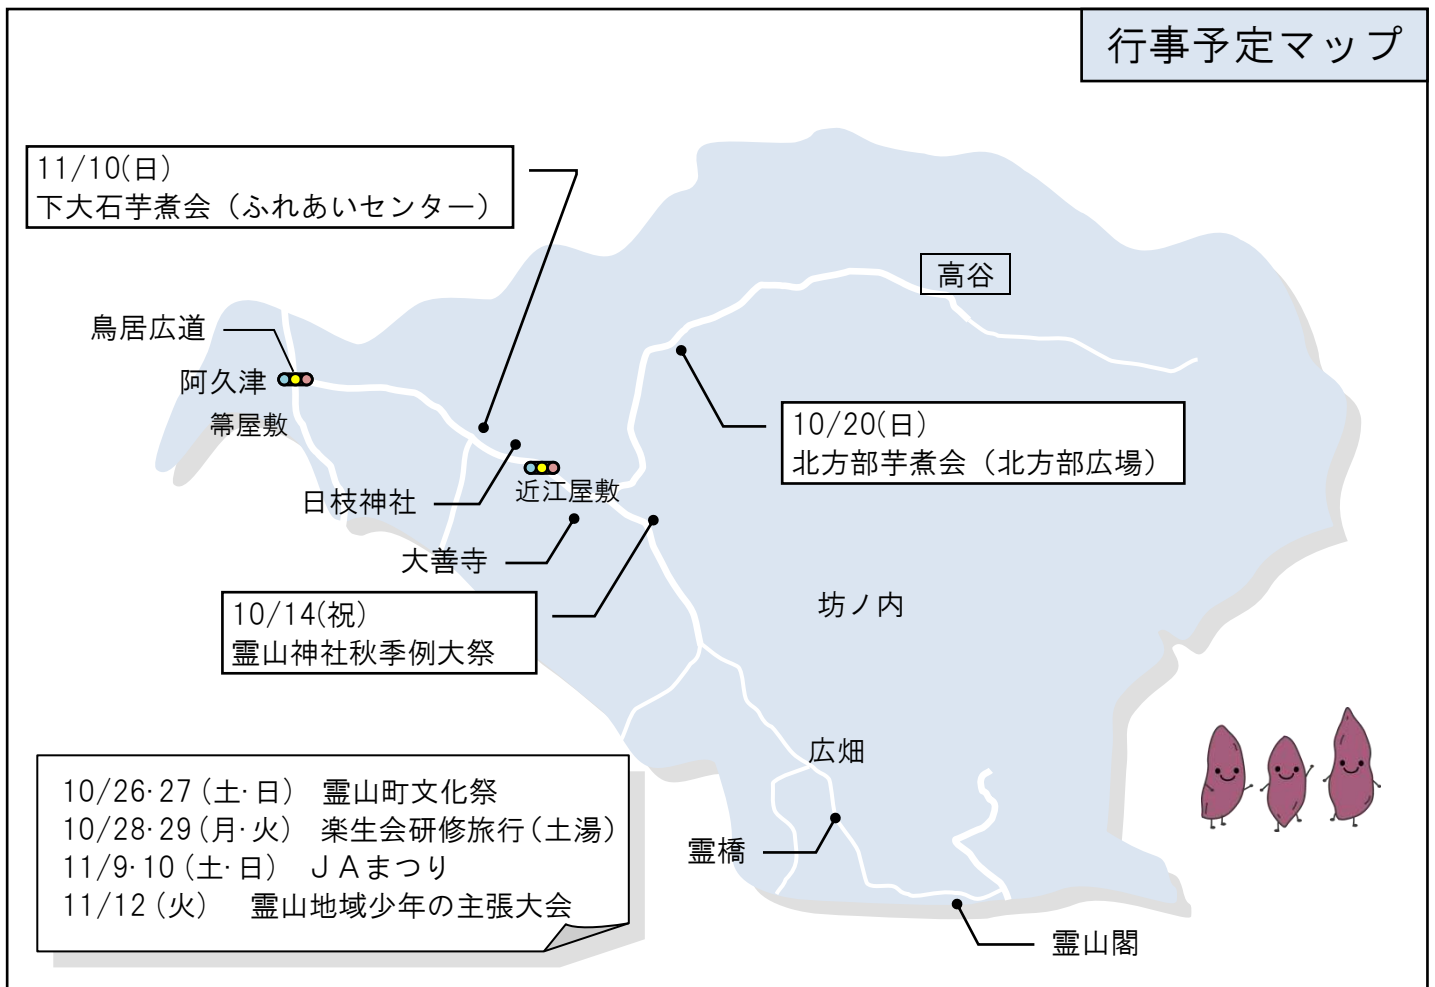 行事予定マップ
11/10(日)
下大石芋煮会（ふれあいセンター）
高谷
鳥居広道
阿久津
箒屋敷
10/20(日)
北方部芋煮会（北方部広場）
日枝神社
近江屋敷
大善寺
10/14(祝)
霊山神社秋季例大祭
坊ノ内
広畑
10/26･27(土･日)　霊山町文化祭
10/28･29(月･火)　楽生会研修旅行(土湯)
11/9･10(土･日)　ＪＡまつり
11/12(火)　霊山地域少年の主張大会
霊橋
霊山閣